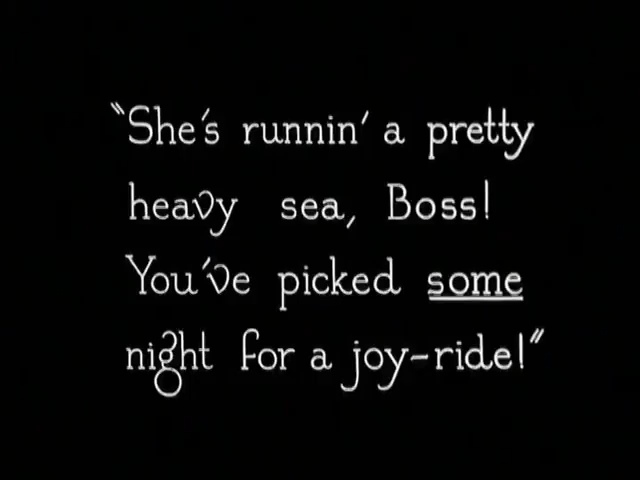 "She's runnin' a pretty
heavy sea, Boss!
You've picked some
night for a joy-ride!"